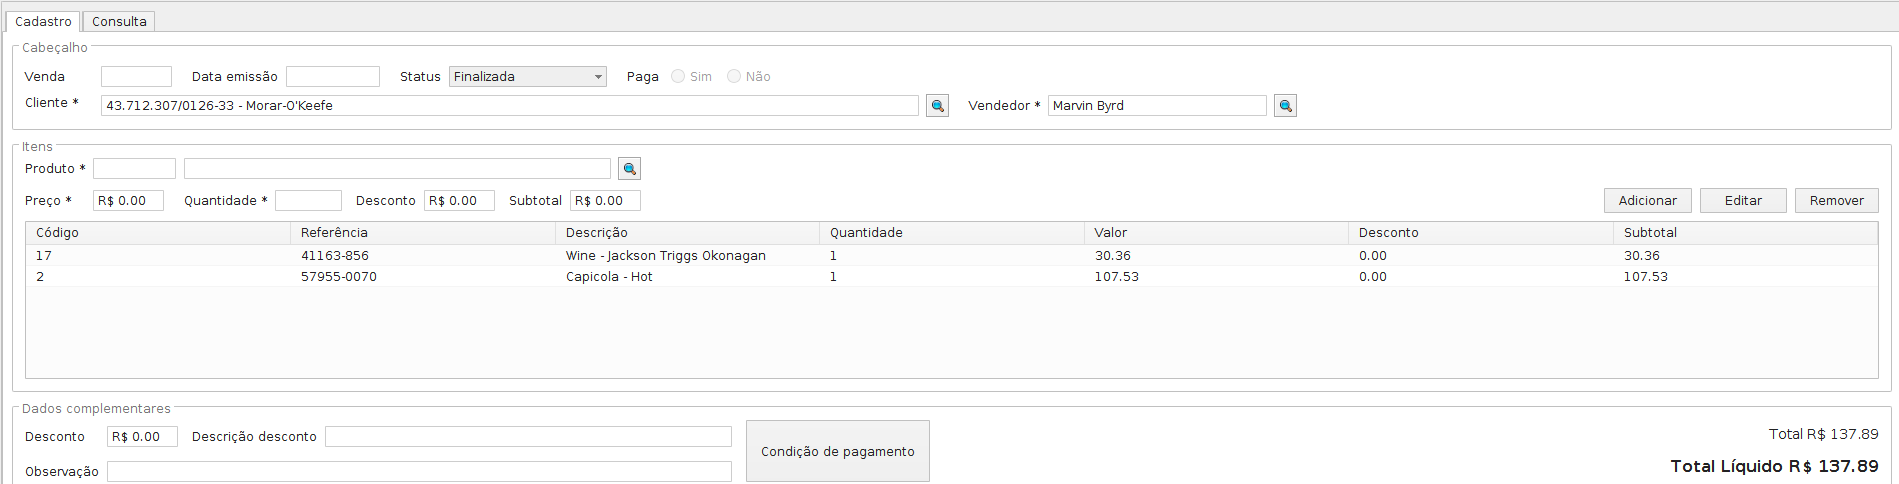 Cadastro Consulta
Cabeçalho
Venda Data emissão Status Finalizada Paga Sim Não
Cliente * 43.712.307/0126-33 - Morar-O'Keefe Vendedor * Marvin Byrd
Itens
Produto *
Preço * R$ 0.00 Quantidade * Desconto R$ 0.00 Subtotal R$ 0.00 Adicionar Editar Remover
Código Referência Descrição Quantidade Valor Desconto Subtotal
17 41163-856 Wine - Jackson Triggs Okonagan 1 30.36 0.00 30.36
2 57955-0070 Capicola - Hot 1 107.53 0.00 107.53
Dados complementares
Desconto R$ 0.00 Descrição desconto Condição de pagamento Total R$ 137.89
Observação Total Líquido R$ 137.89